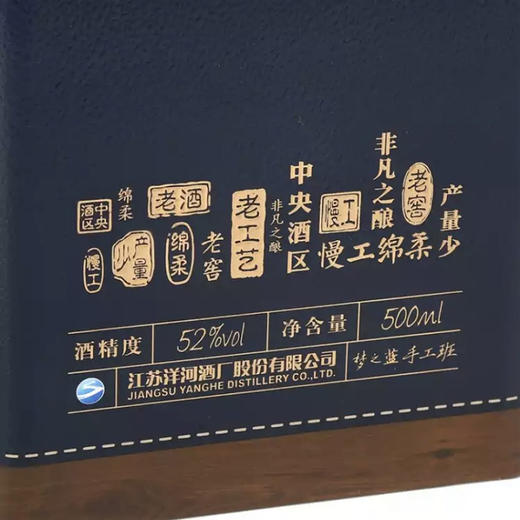 中央酒区
绵柔
慢工
产量少
老酒
绵柔
老窖
老工艺
非凡之酿
中央酒区
慢工
慢工绵柔
非凡之酿
老窖
产量少
酒精度 52%vol 净含量 500ml
江苏洋河酒厂股份有限公司 梦之蓝手工班
JIANGSU YANGHE DISTILLERY CO.,LTD.